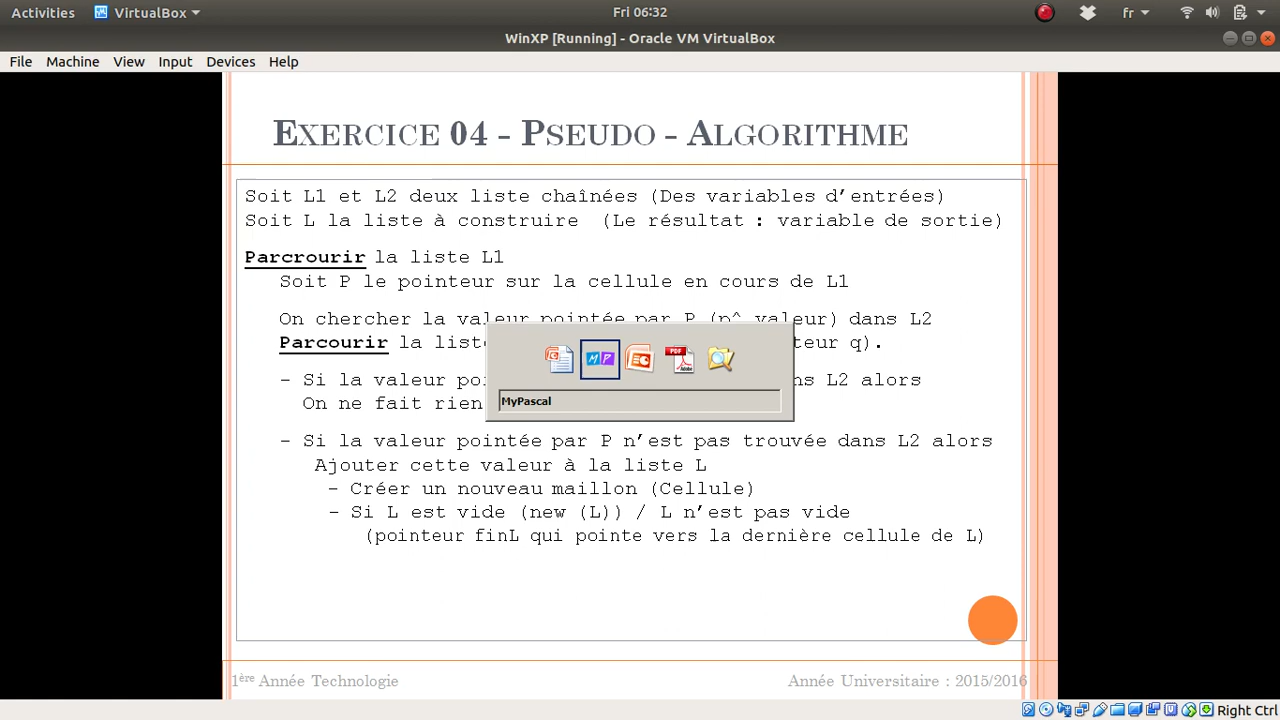 Activities VirtualBox Fri 06:32 fr
WinXP [Running] - Oracle VM VirtualBox
File Machine View Input Devices Help
EXERCICE 04 - PSEUDO - ALGORITHME
Soit L1 et L2 deux liste chaînées (Des variables d'entrées)
Soit L la liste à construire (Le résultat : variable de sortie)
Parcrourir la liste L1
Soit P le pointeur sur la cellule en cours de L1
On chercher la valeur pointée par P (p^ valeur) dans L2
Parcourir la list teur q).
- Si la valeur po ns L2 alors
On ne fait rien
MyPascal
- Si la valeur pointée par P n'est pas trouvée dans L2 alors
Ajouter cette valeur à la liste L
- Créer un nouveau maillon (Cellule)
- Si L est vide (new (L)) / L n'est pas vide
(pointeur finL qui pointe vers la dernière cellule de L)
1ère Année Technologie Année Universitaire : 2015/2016
Right Ctrl